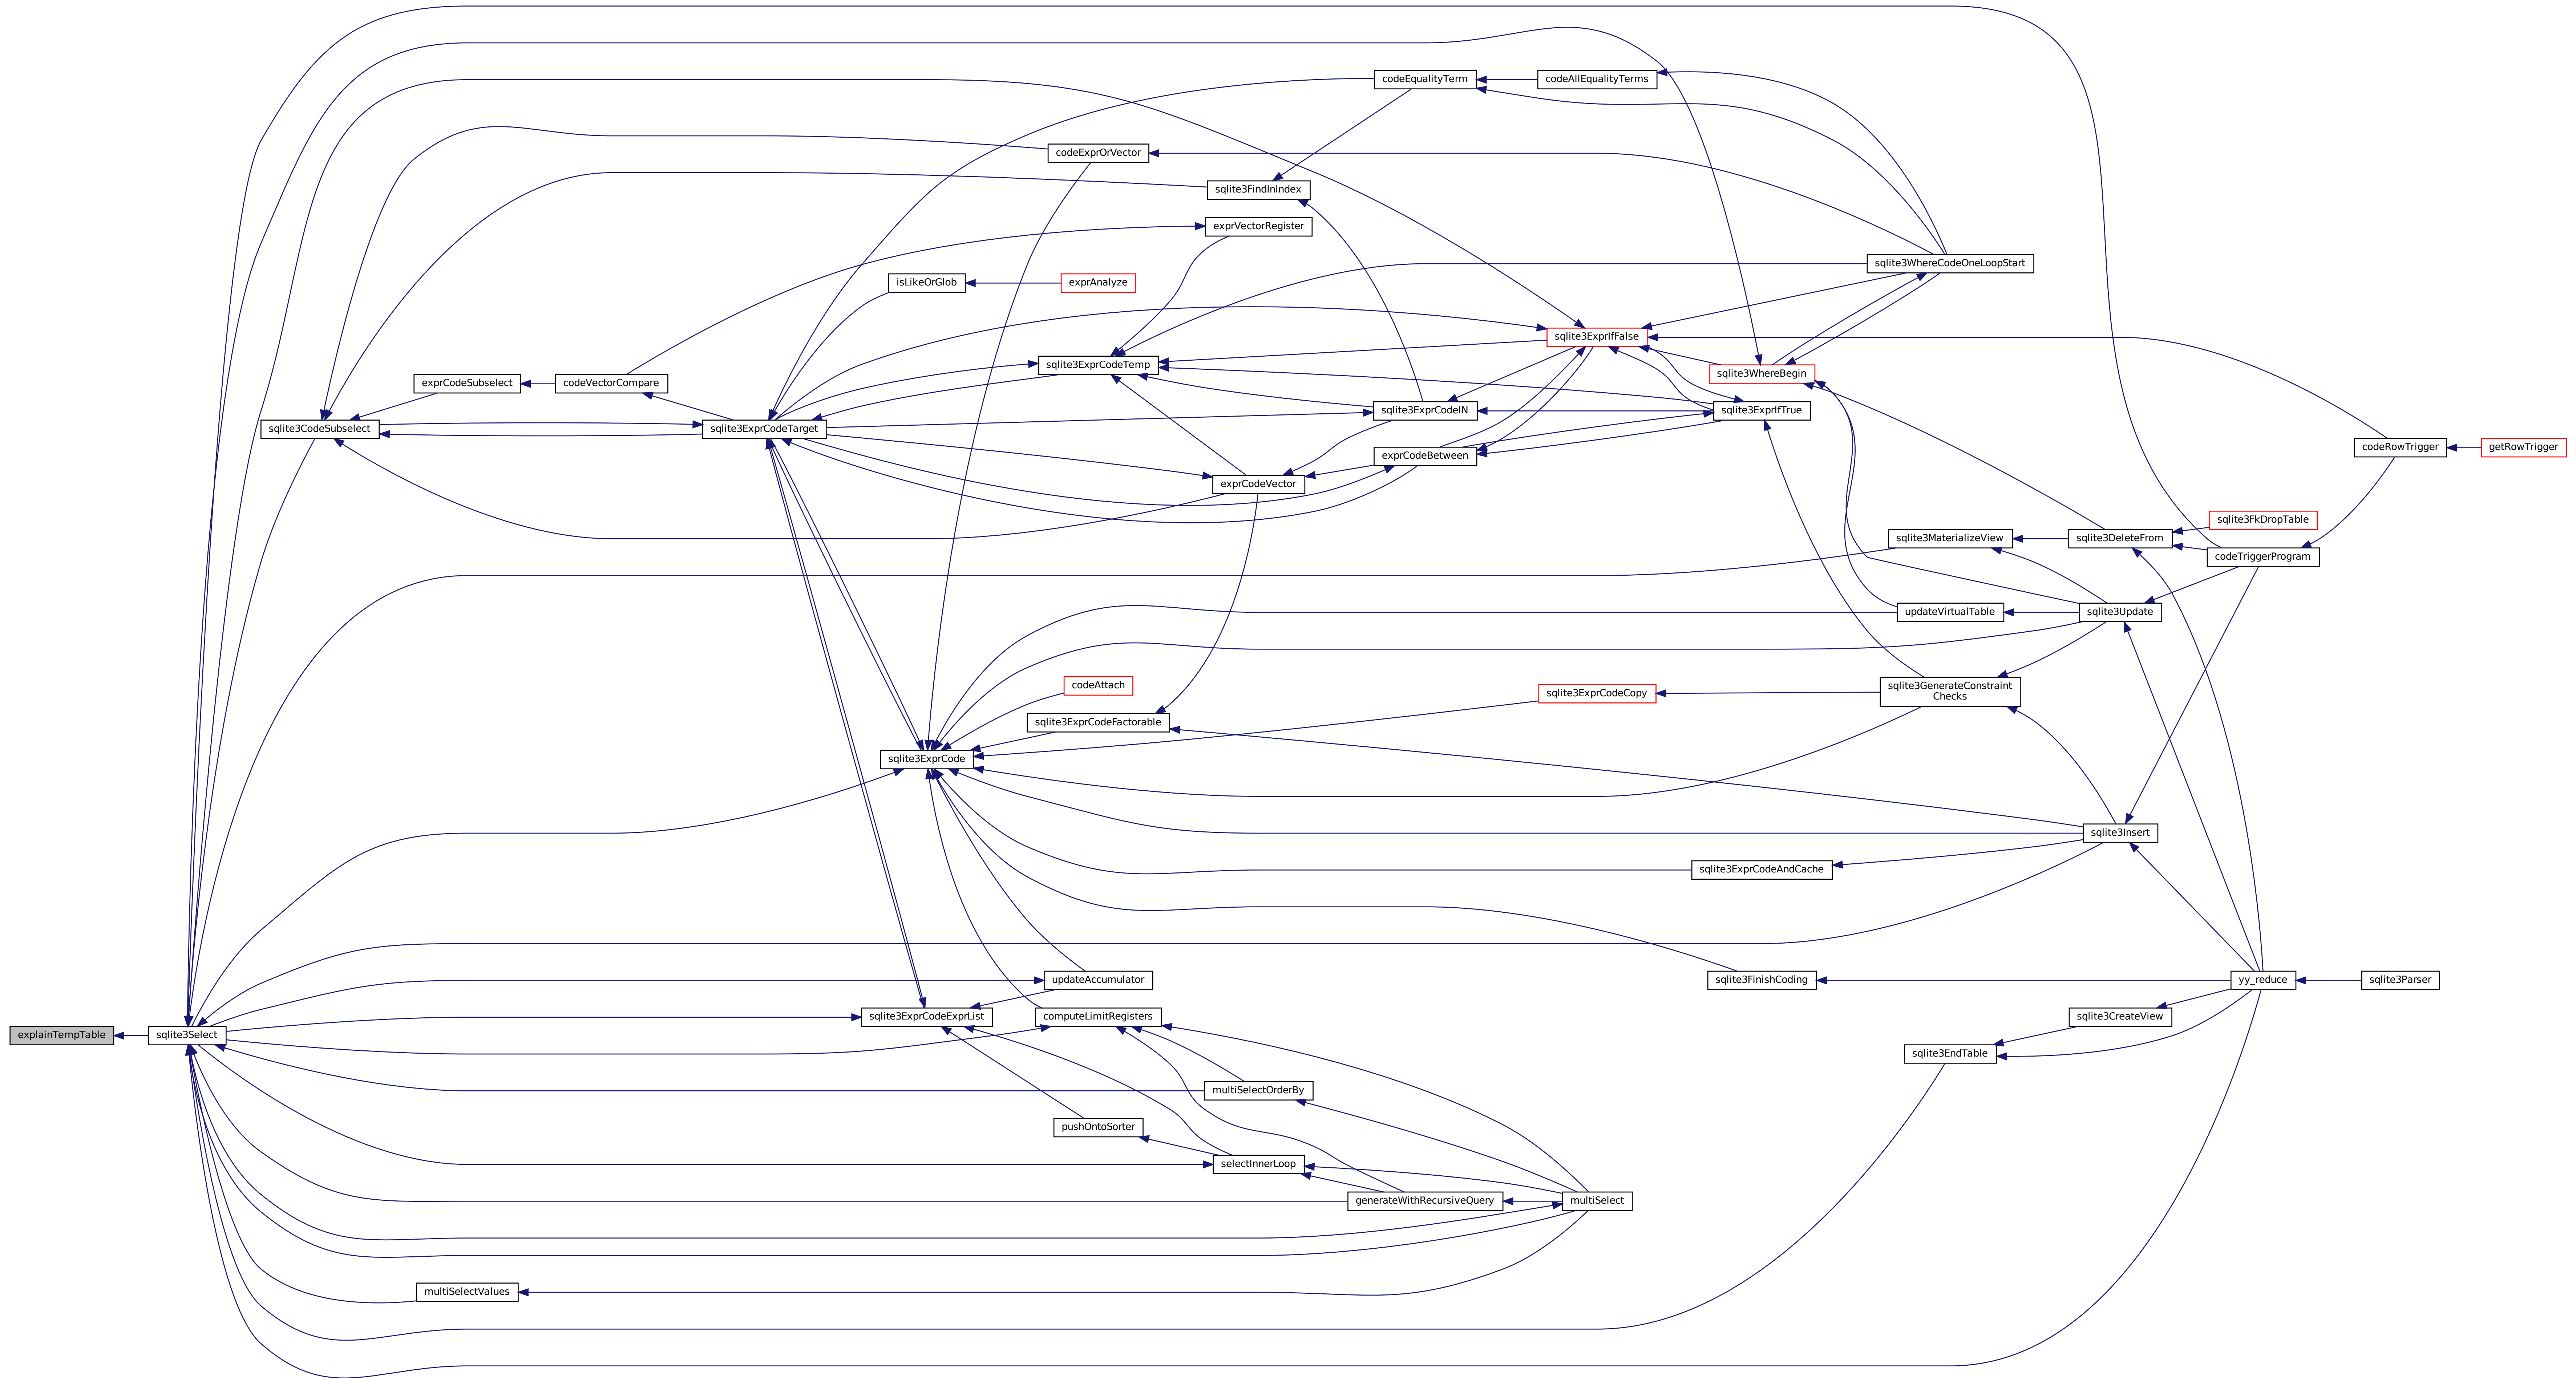 codeEqualityTerm
codeAllEqualityTerms
codeExprOrVector
sqlite3FindInIndex
exprVectorRegister
sqlite3WhereCodeOneLoopStart
isLikeOrGlob
exprAnalyze
sqlite3ExprIfFalse
sqlite3ExprCodeTemp
sqlite3WhereBegin
exprCodeSubselect
codeVectorCompare
sqlite3ExprCodeIN
sqlite3ExprIfTrue
sqlite3CodeSubselect
sqlite3ExprCodeTarget
codeRowTrigger
getRowTrigger
exprCodeBetween
exprCodeVector
sqlite3FkDropTable
sqlite3MaterializeView
sqlite3DeleteFrom
codeTriggerProgram
updateVirtualTable
sqlite3Update
codeAttach
sqlite3ExprCodeCopy
sqlite3GenerateConstraint
Checks
sqlite3ExprCodeFactorable
sqlite3ExprCode
sqlite3Insert
sqlite3ExprCodeAndCache
updateAccumulator
sqlite3FinishCoding
yy_reduce
sqlite3Parser
sqlite3ExprCodeExprList
computeLimitRegisters
sqlite3CreateView
explainTempTable
sqlite3Select
sqlite3EndTable
multiSelectOrderBy
pushOntoSorter
selectInnerLoop
generateWithRecursiveQuery
multiSelect
multiSelectValues